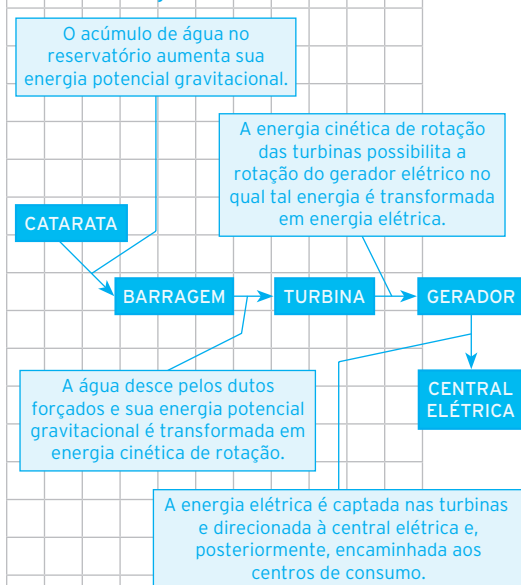 O acúmulo de água no
reservatório aumenta sua
energia potencial gravitacional.
A energia cinética de rotação
das turbinas possibilita a
rotação do gerador elétrico no
qual tal energia é transformada
em energia elétrica.
CATARATA
BARRAGEM
TURBINA
GERADOR
A água desce pelos dutos
forçados e sua energia potencial
gravitacional é transformada em
energia cinética de rotação.
CENTRAL
ELÉTRICA
A energia elétrica é captada nas turbinas
e direcionada à central elétrica e,
posteriormente, encaminhada aos
centros de consumo.